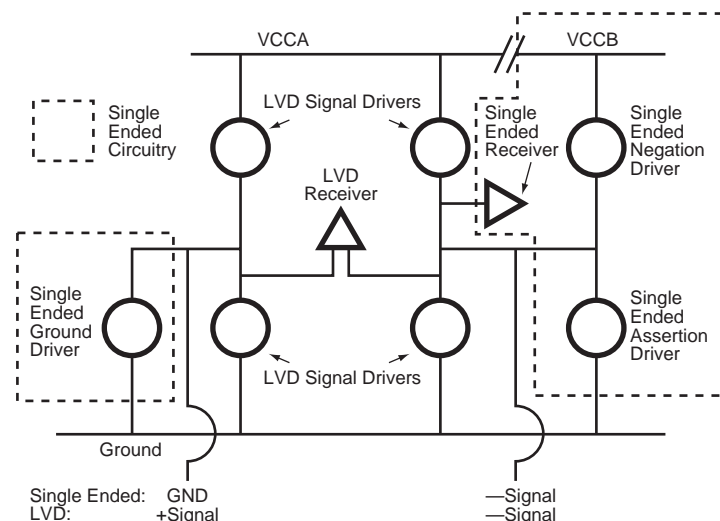 VCCA
VCCB
Single
Ended
Circuitry
LVD Signal Drivers
Single
Ended
Receiver
Single
Ended
Negation
Driver
LVD
Receiver
Single
Ended
Ground
Driver
Single
Ended
Assertion
Driver
LVD Signal Drivers
Ground
Single Ended: GND —Signal
LVD: +Signal —Signal